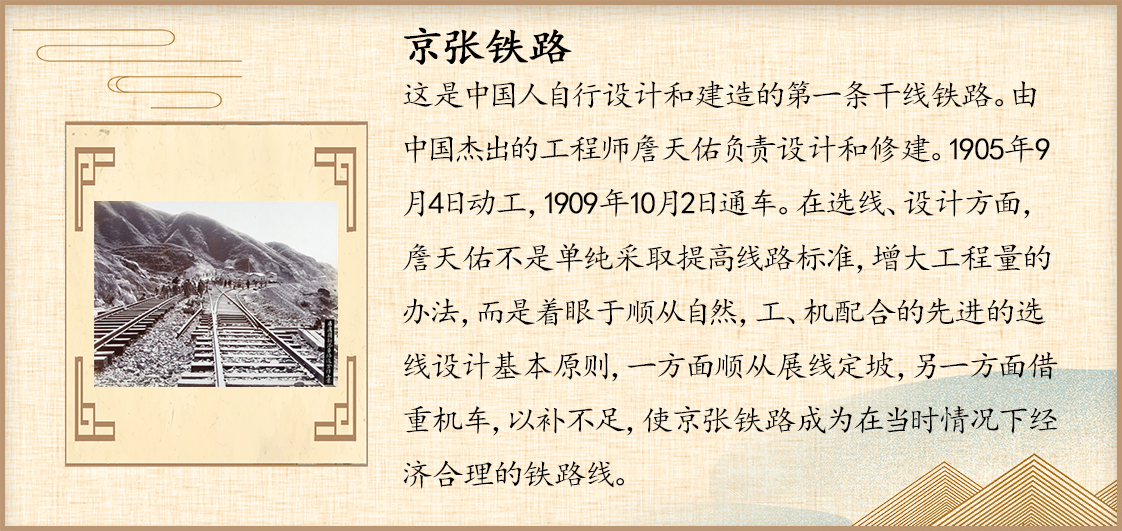 京张铁路
这是中国人自行设计和建造的第一条干线铁路。由
中国杰出的工程师詹天佑负责设计和修建。1905年9
月4日动工，1909年10月2日通车。在选线、设计方面，
詹天佑不是单纯采取提高线路标准，增大工程量的
办法，而是着眼于顺从自然，工、机配合的先进的选
线设计基本原则，一方面顺从展线定坡，另一方面借
重机车，以补不足，使京张铁路成为在当时情况下经
济合理的铁路线。